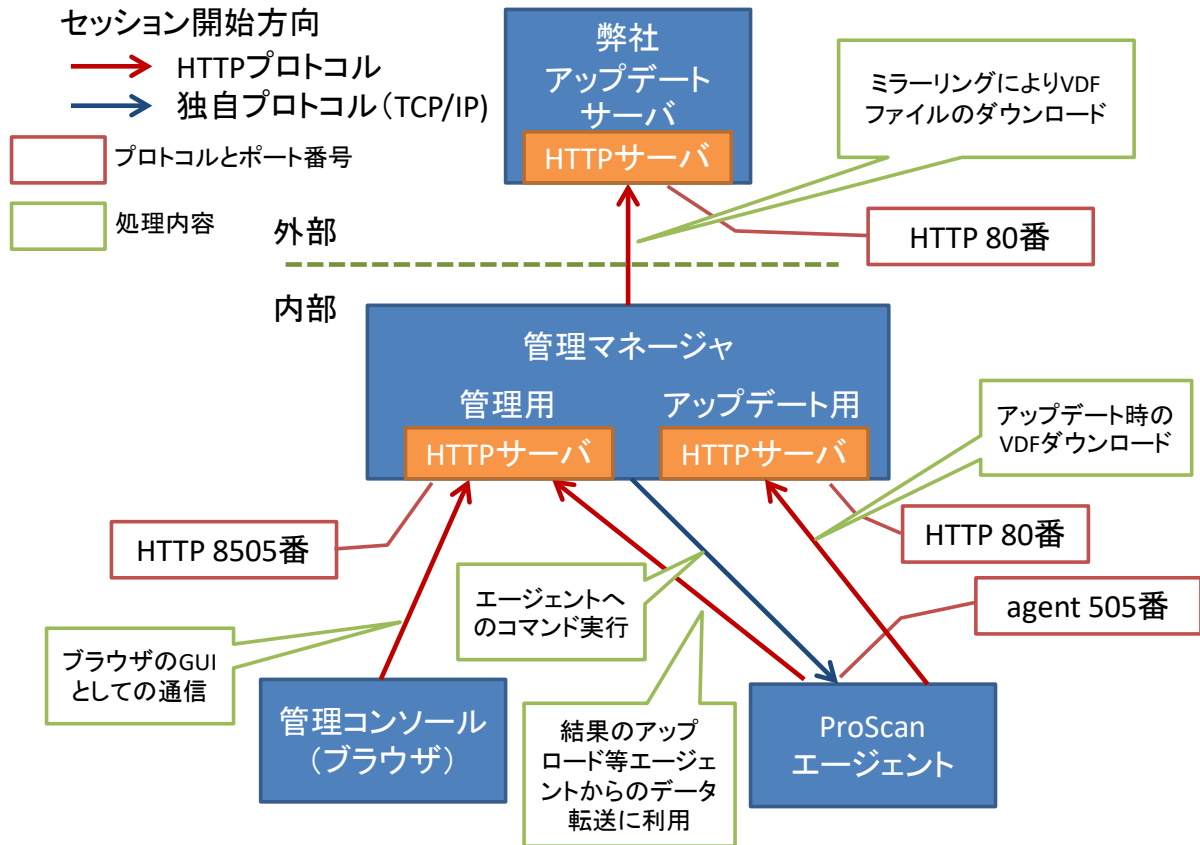 セッション開始方向
HTTPプロトコル
独自プロトコル(TCP/IP)
プロトコルとポート番号
処理内容
弊社
アップデート
サーバ
HTTPサーバ
ミラーリングによりVDF
ファイルのダウンロード
HTTP 80番
外部
内部
管理マネージャ
管理用
アップデート用
HTTPサーバ
HTTPサーバ
アップデート時の
VDFダウンロード
HTTP 8505番
HTTP 80番
エージェントへ
のコマンド実行
agent 505番
ブラウザのGUI
としての通信
管理コンソール
(ブラウザ)
結果のアップ
ロード等エージェ
ントからのデータ
転送に利用
ProScan
エージェント